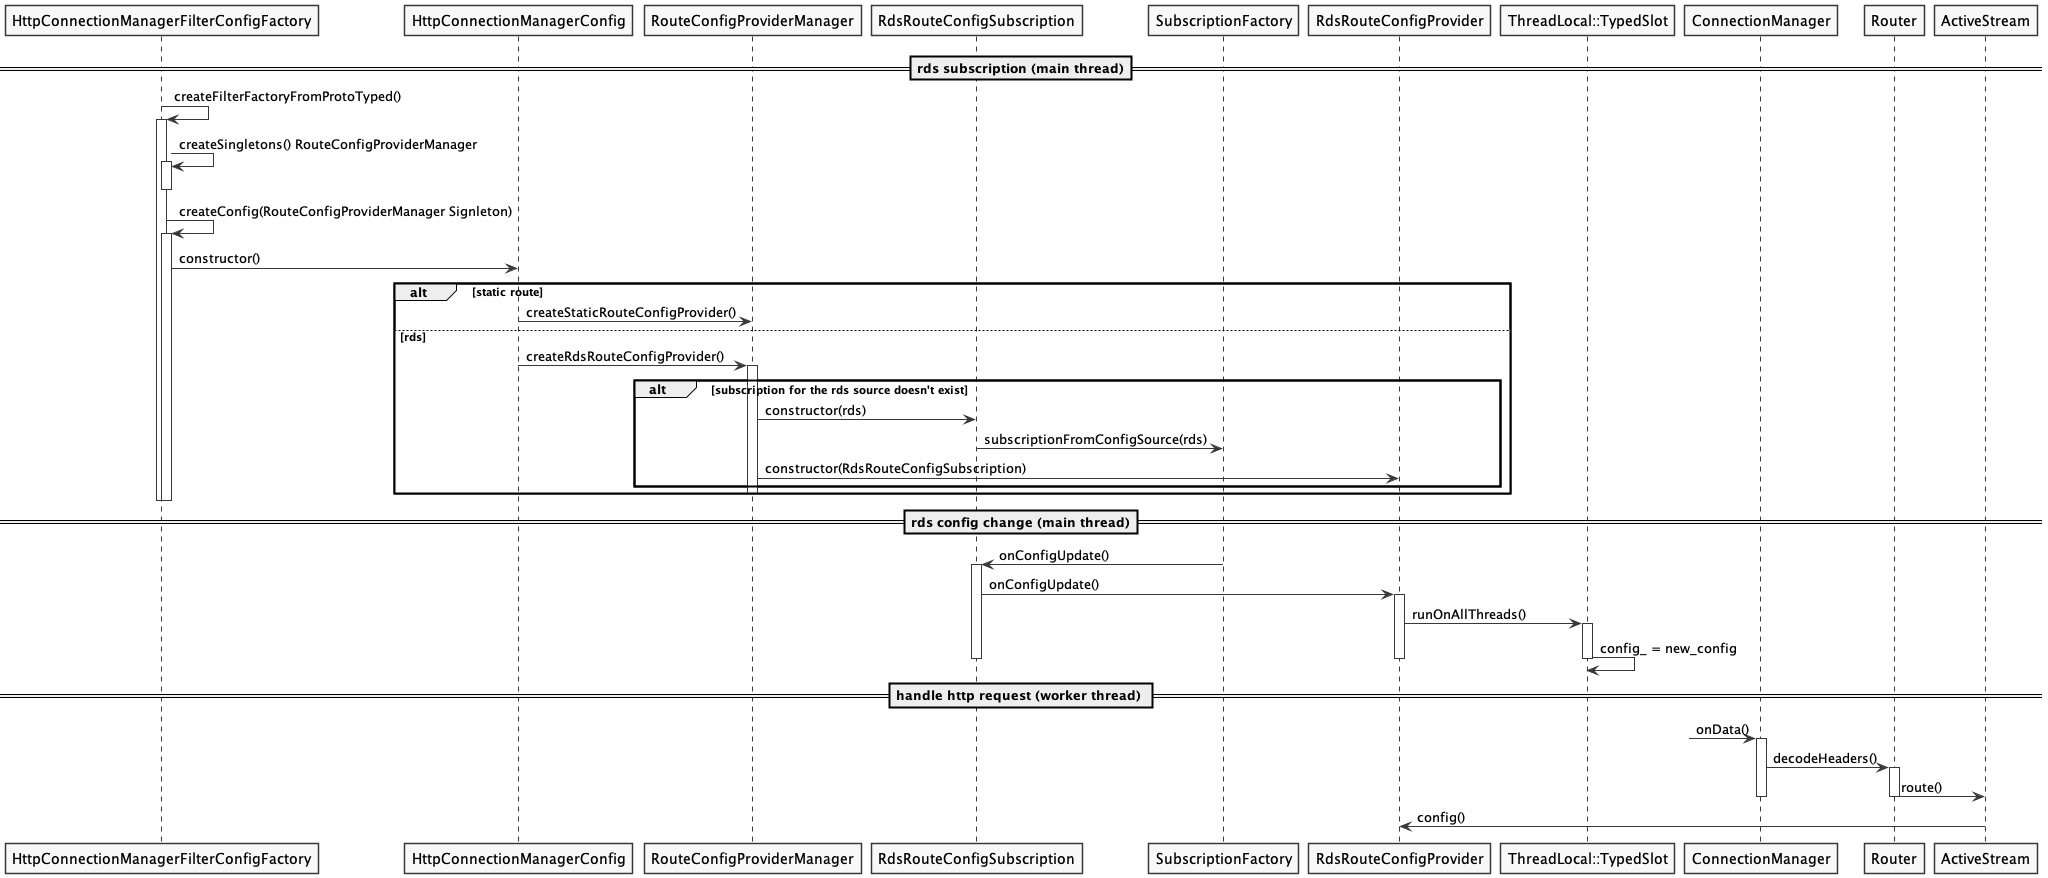 HttpConnectionManagerFilterConfigFactory
HttpConnectionManagerConfig
RouteConfigProviderManager
RdsRouteConfigSubscription
SubscriptionFactory
RdsRouteConfigProvider
ThreadLocal::TypedSlot
ConnectionManager
Router
ActiveStream
rds subscription (main thread)
createFilterFactoryFromProtoTyped()
createSingletons() RouteConfigProviderManager
createConfig(RouteConfigProviderManager Signleton)
constructor()
alt [static route]
createStaticRouteConfigProvider()
[rds]
createRdsRouteConfigProvider()
alt [subscription for the rds source doesn't exist]
constructor(rds)
subscriptionFromConfigSource(rds)
constructor(RdsRouteConfigSubscription)
rds config change (main thread)
onConfigUpdate()
onConfigUpdate()
runOnAllThreads()
config_ = new_config
handle http request (worker thread)
onData()
decodeHeaders()
route()
config()
HttpConnectionManagerFilterConfigFactory
HttpConnectionManagerConfig
RouteConfigProviderManager
RdsRouteConfigSubscription
SubscriptionFactory
RdsRouteConfigProvider
ThreadLocal::TypedSlot
ConnectionManager
Router
ActiveStream